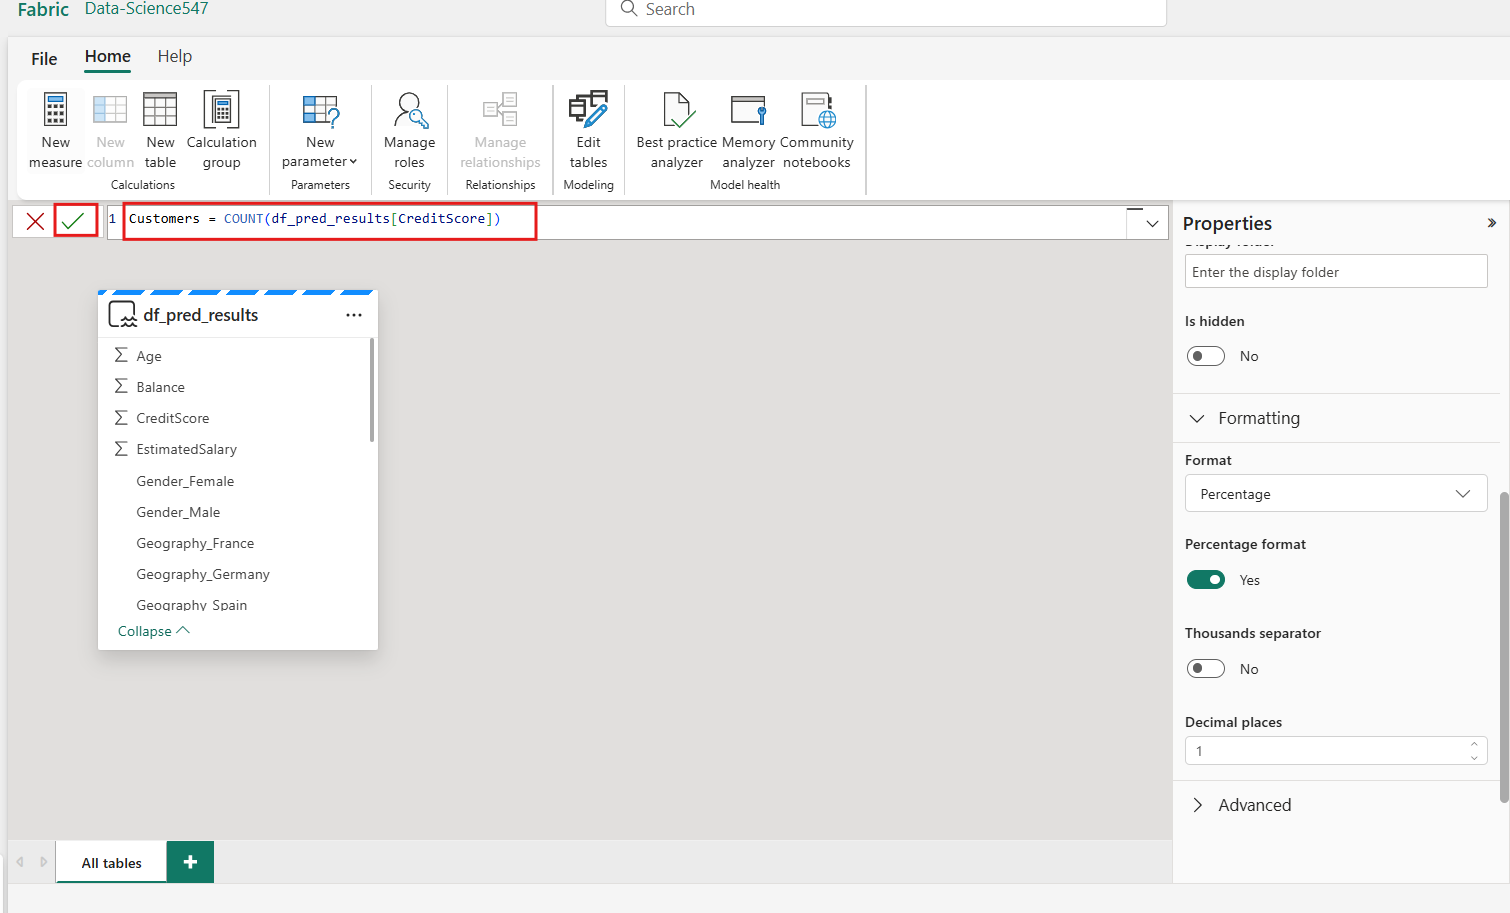 Fabric Data-Science547
Search
File Home Help
New measure
New column
New table
Calculation group
Calculations
New parameter
Parameters
Manage roles
Security
Manage relationships
Relationships
Edit tables
Modeling
Best practice analyzer
Memory analyzer
Community notebooks
Model health
1 Customers = COUNT(df_pred_results[CreditScore])
df_pred_results
Age
Balance
CreditScore
EstimatedSalary
Gender_Female
Gender_Male
Geography_France
Geography_Germany
Geography_Spain
Collapse
Properties
Display folder
Enter the display folder
Is hidden
No
Formatting
Format
Percentage
Percentage format
Yes
Thousands separator
No
Decimal places
1
Advanced
All tables